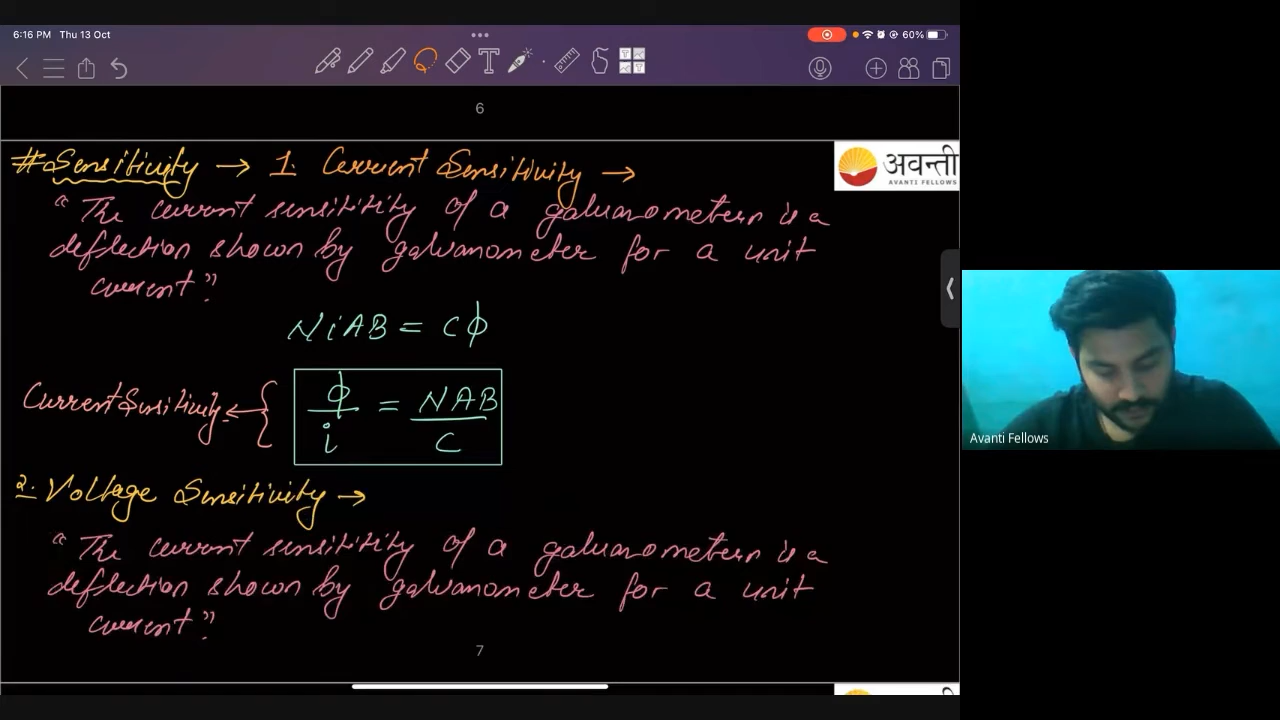 6:16 PM Thu 13 Oct
60%
6
# Sensitivity → 1. Current Sensitivity →
अवन्ती
AVANTI FELLOWS
"The current sensitivity of a galvanometer is a
deflection shown by galvanometer for a unit
current"
NiAB = Cϕ
Current Sensitivity ← { ϕ/i = NAB/C
Avanti Fellows
2. Voltage Sensitivity →
"The current sensitivity of a galvanometer is a
deflection shown by galvanometer for a unit
current"
7